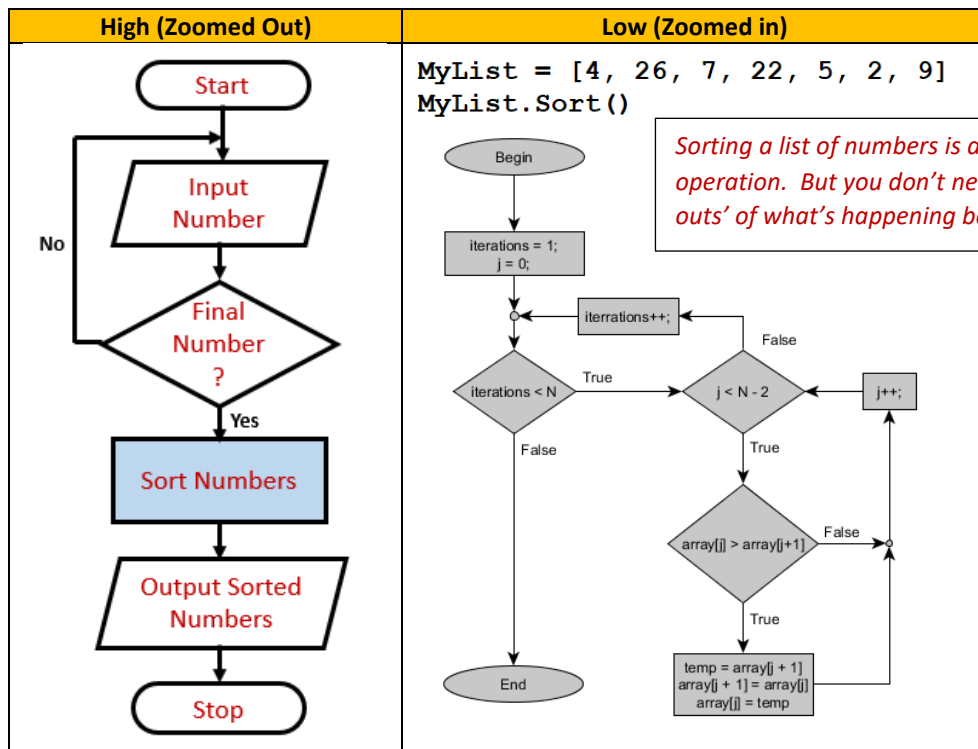 High (Zoomed Out)
Low (Zoomed in)
Start
Input
Number
No
Final
Number
?
Yes
Sort Numbers
Output Sorted
Numbers
Stop
MyList = [4, 26, 7, 22, 5, 2, 9]
MyList.Sort()
Sorting a list of numbers is a
operation. But you don't ne
outs' of what's happening b
Begin
iterations = 1;
j = 0;
iterrations++;
False
iterations < N
True
j < N - 2
j++;
False
True
array[j] > array[j+1]
False
True
temp = array[j + 1]
array[j + 1] = array[j]
array[j] = temp
End